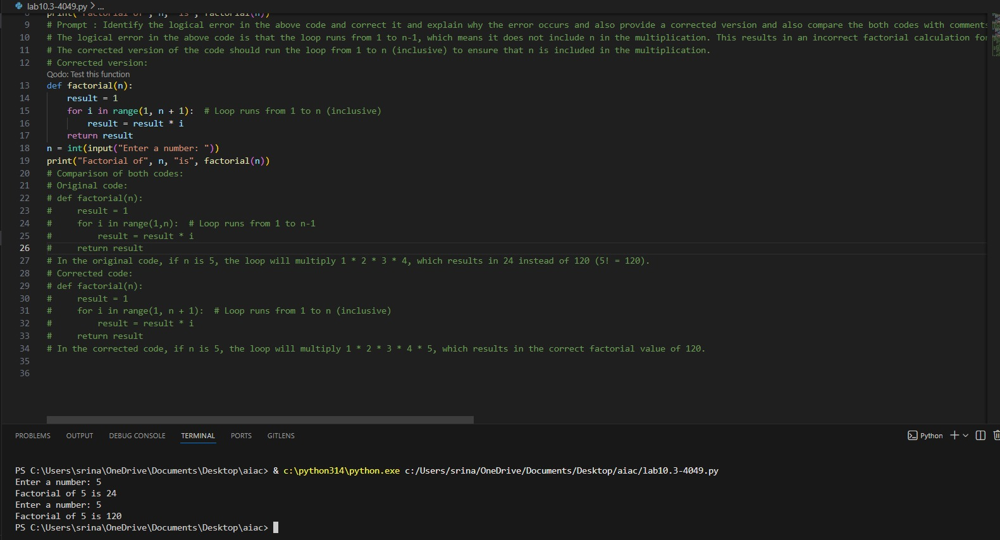 lab10.3-4049.py > ...
8 print("Factorial of", n, "is", factorial(n))
9 # Prompt : Identify the logical error in the above code and correct it and explain why the error occurs and also provide a corrected version and also compare the both codes with comments
10 # The logical error in the above code is that the loop runs from 1 to n-1, which means it does not include n in the multiplication. This results in an incorrect factorial calculation for
11 # The corrected version of the code should run the loop from 1 to n (inclusive) to ensure that n is included in the multiplication.
12 # Corrected version:
Qodo: Test this function
13 def factorial(n):
14     result = 1
15     for i in range(1, n + 1):  # Loop runs from 1 to n (inclusive)
16         result = result * i
17     return result
18 n = int(input("Enter a number: "))
19 print("Factorial of", n, "is", factorial(n))
20 # Comparison of both codes:
21 # Original code:
22 # def factorial(n):
23 #     result = 1
24 #     for i in range(1,n):  # Loop runs from 1 to n-1
25 #         result = result * i
26 #     return result
27 # In the original code, if n is 5, the loop will multiply 1 * 2 * 3 * 4, which results in 24 instead of 120 (5! = 120).
28 # Corrected code:
29 # def factorial(n):
30 #     result = 1
31 #     for i in range(1, n + 1):  # Loop runs from 1 to n (inclusive)
32 #         result = result * i
33 #     return result
34 # In the corrected code, if n is 5, the loop will multiply 1 * 2 * 3 * 4 * 5, which results in the correct factorial value of 120.
35
36
PROBLEMS OUTPUT DEBUG CONSOLE TERMINAL PORTS GITLENS Python
PS C:\Users\srina\OneDrive\Documents\Desktop\aiac> & c:\python314\python.exe c:/Users/srina/OneDrive/Documents/Desktop/aiac/lab10.3-4049.py
Enter a number: 5
Factorial of 5 is 24
Enter a number: 5
Factorial of 5 is 120
PS C:\Users\srina\OneDrive\Documents\Desktop\aiac>